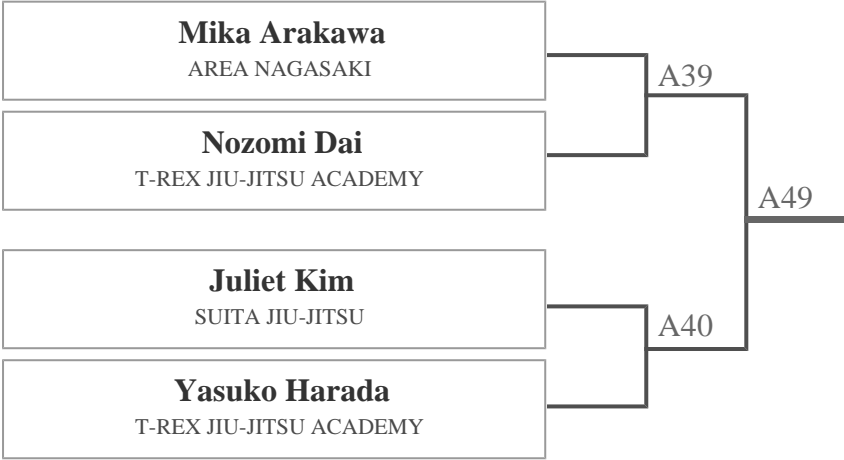 Mika Arakawa
AREA NAGASAKI
A39
Nozomi Dai
T-REX JIU-JITSU ACADEMY
A49
Juliet Kim
SUITA JIU-JITSU
A40
Yasuko Harada
T-REX JIU-JITSU ACADEMY